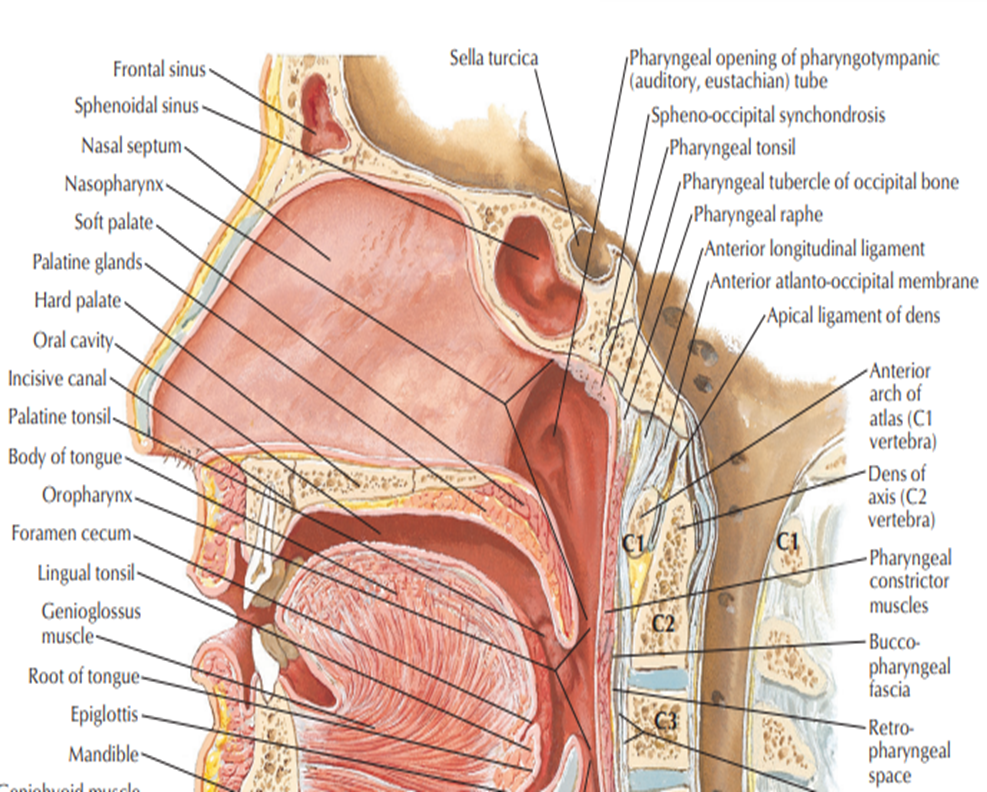 Frontal sinus
Sphenoidal sinus
Nasal septum
Nasopharynx
Soft palate
Palatine glands
Hard palate
Oral cavity
Incisive canal
Palatine tonsil
Body of tongue
Oropharynx
Foramen cecum
Lingual tonsil
Genioglossus
muscle
Root of tongue
Epiglottis
Mandible
Geniohyoid muscle
Sella turcica
Pharyngeal opening of pharyngotympanic
(auditory, eustachian) tube
Spheno-occipital synchondrosis
Pharyngeal tonsil
Pharyngeal tubercle of occipital bone
Pharyngeal raphe
Anterior longitudinal ligament
Anterior atlanto-occipital membrane
Apical ligament of dens
Anterior
arch of
atlas (C1
vertebra)
Dens of
axis (C2
vertebra)
Pharyngeal
constrictor
muscles
Bucco-
pharyngeal
fascia
Retro-
pharyngeal
space
C1
C1
C2
C3